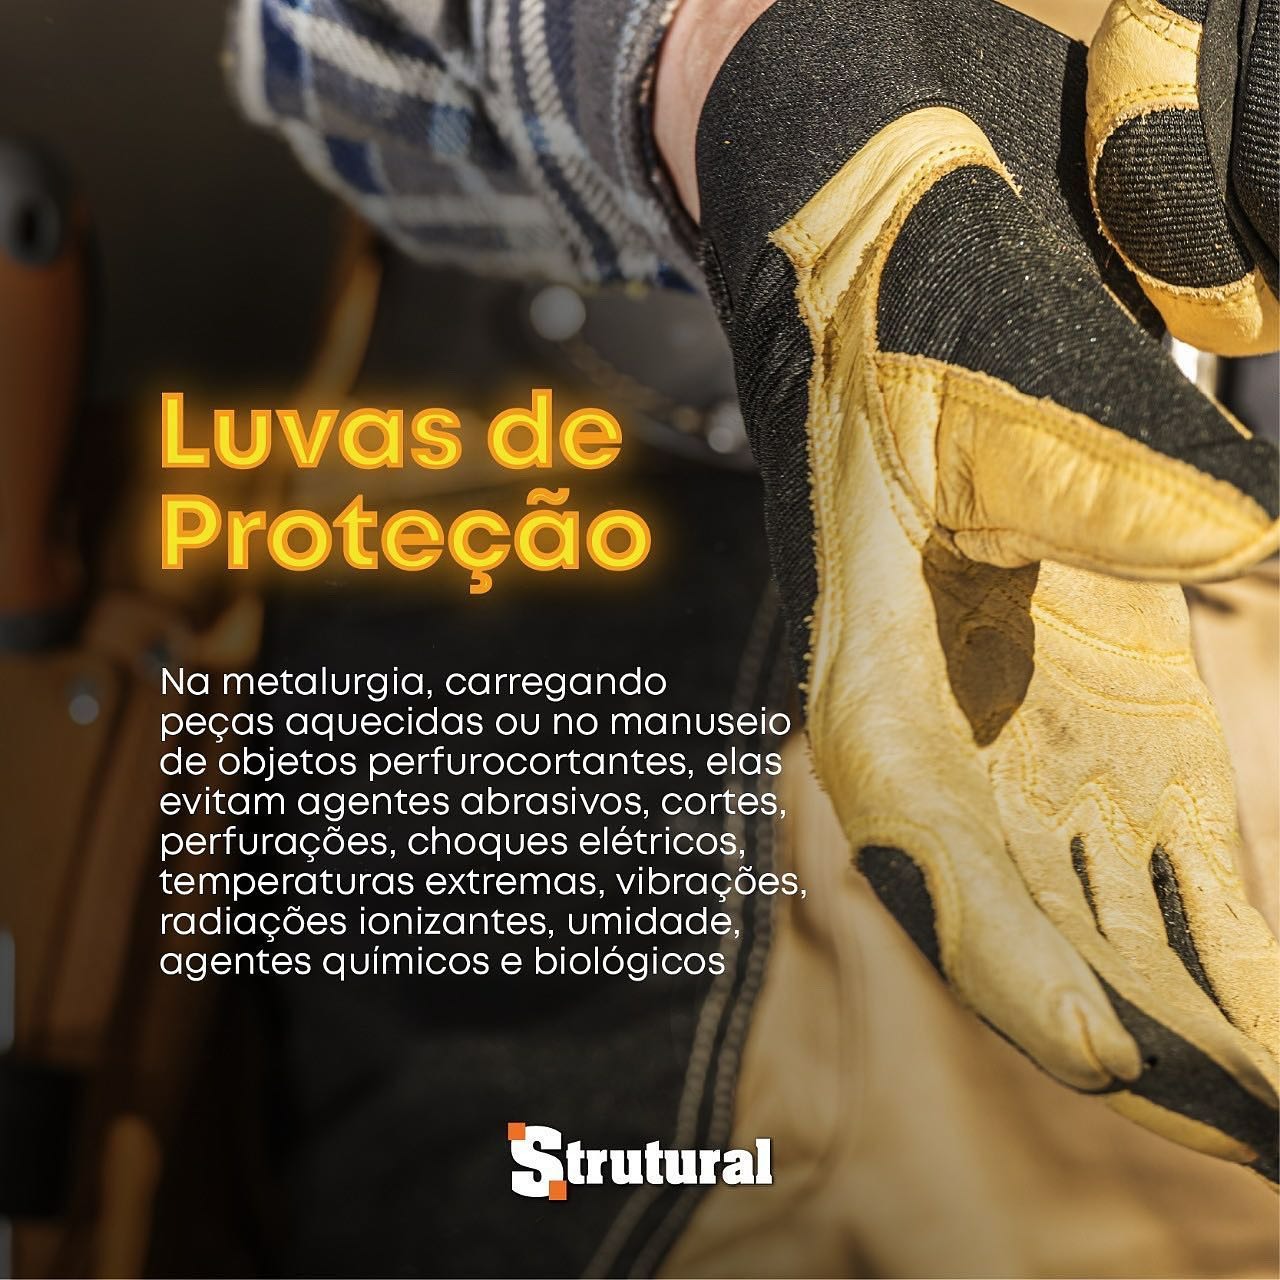 Luvas de
Proteção
Na metalurgia, carregando
peças aquecidas ou no manuseio
de objetos perfurocortantes, elas
evitam agentes abrasivos, cortes,
perfurações, choques elétricos,
temperaturas extremas, vibrações,
radiações ionizantes, umidade,
agentes químicos e biológicos
Strutural